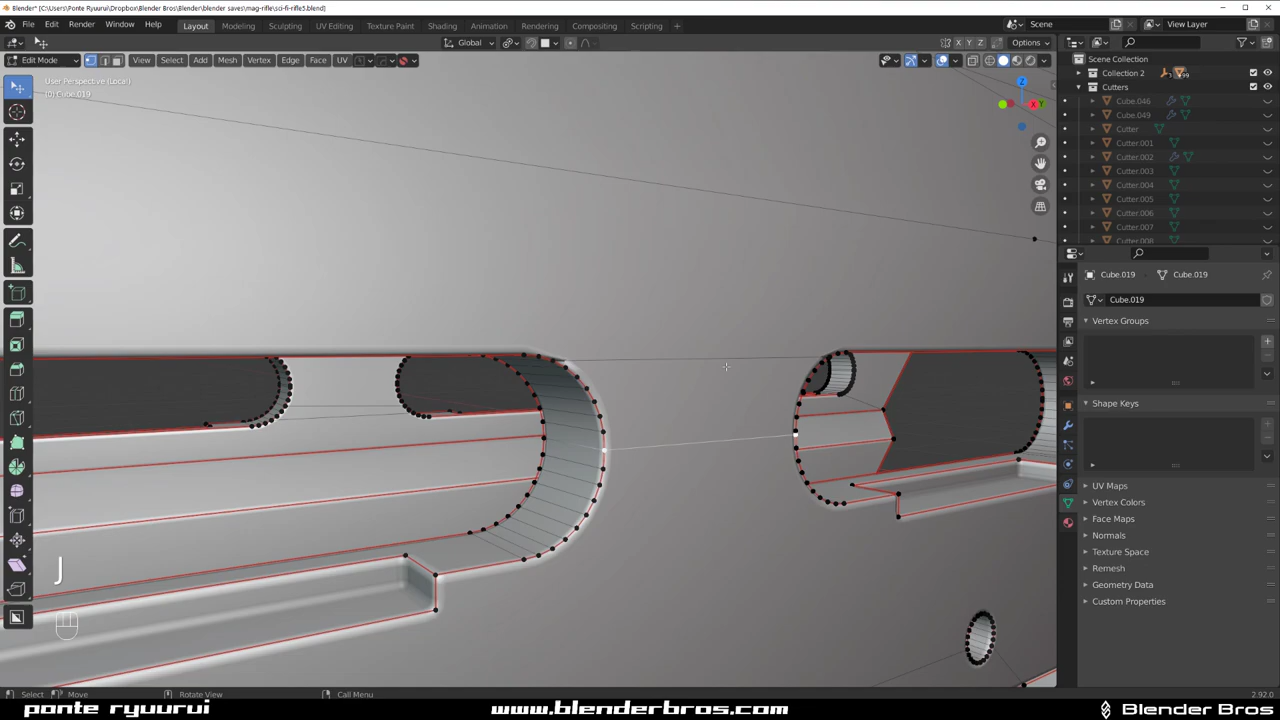 Blender* [C:\Users\Ponte Ryuurui\Dropbox\Blender\blender saves\mag-rifle\sci-fi-rifle5.blend]
File Edit Render Window Help Layout Modeling Sculpting UV Editing Texture Paint Shading Animation Rendering Compositing Scripting + Scene View Layer
Global X Y Z Options
Edit Mode View Select Add Mesh Vertex Edge Face UV
User Perspective (Local)
(0) Cube.019
Z
X Y
Scene Collection
Collection 2
Cutters
Cube.046
Cube.049
Cutter
Cutter.001
Cutter.002
Cutter.003
Cutter.004
Cutter.005
Cutter.006
Cutter.007
Cutter.008
Cube.019 Cube.019
Cube.019
Vertex Groups
Shape Keys
UV Maps
Vertex Colors
Face Maps
Normals
Texture Space
Remesh
Geometry Data
Custom Properties
J
Select Move Rotate View Call Menu 2.92.0
ponte ryuurui www.blenderbros.com Blender Bros